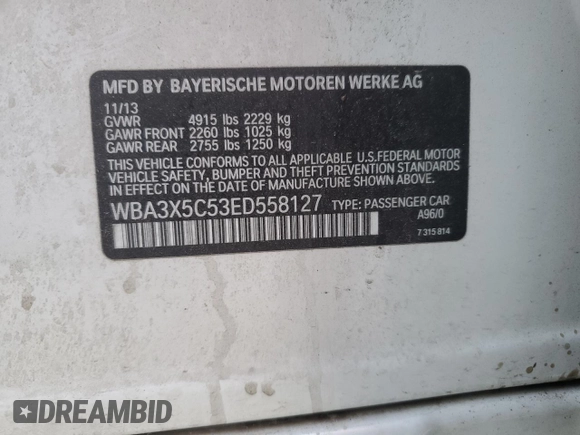 MFD BY BAYERISCHE MOTOREN WERKE AG
11/13
GVWR 4915 lbs 2229 kg
GAWR FRONT 2260 lbs 1025 kg
GAWR REAR 2755 lbs 1250 kg
THIS VEHICLE CONFORMS TO ALL APPLICABLE U.S.FEDERAL MOTOR
VEHICLE SAFETY, BUMPER, AND THEFT PREVENTION STANDARDS
IN EFFECT ON THE DATE OF MANUFACTURE SHOWN ABOVE.
WBA3X5C53ED558127 TYPE: PASSENGER CAR
A96/0
7 315 814
DREAMBID